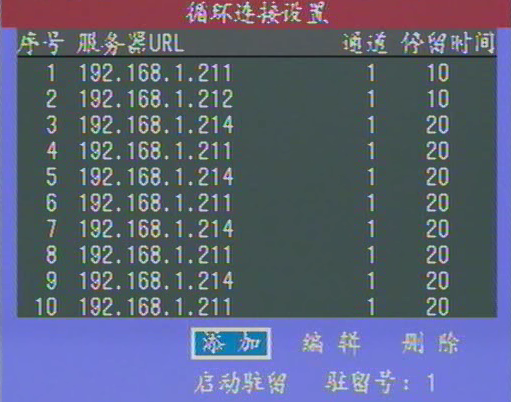 循环连接设置
序号 服务器URL 通道 停留时间
1 192.168.1.211 1 10
2 192.168.1.212 1 10
3 192.168.1.214 1 20
4 192.168.1.211 1 20
5 192.168.1.214 1 20
6 192.168.1.211 1 20
7 192.168.1.214 1 20
8 192.168.1.211 1 20
9 192.168.1.214 1 20
10 192.168.1.211 1 20
添加 编辑 删除
启动驻留 驻留号:1